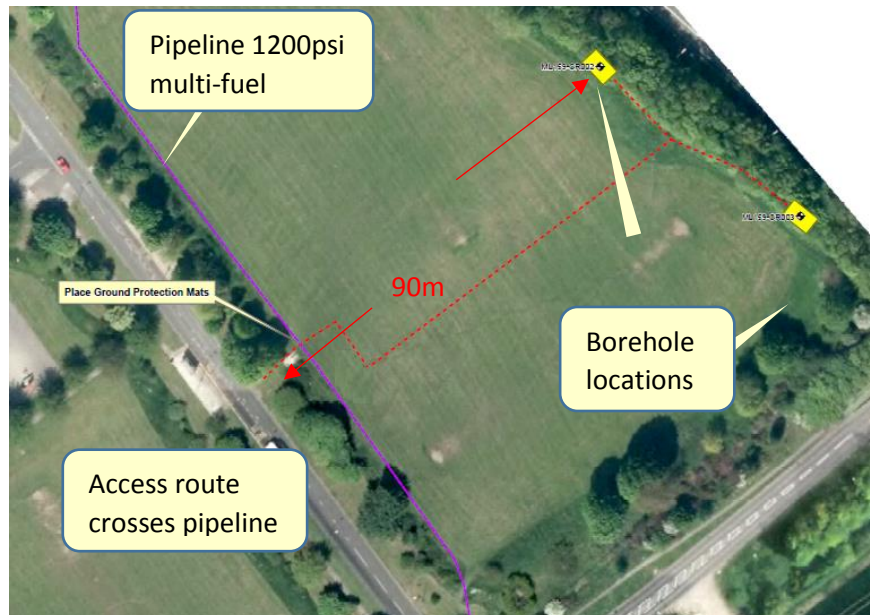 Pipeline 1200psi
multi-fuel
Place Ground Protection Mats
90m
Borehole
locations
Access route
crosses pipeline